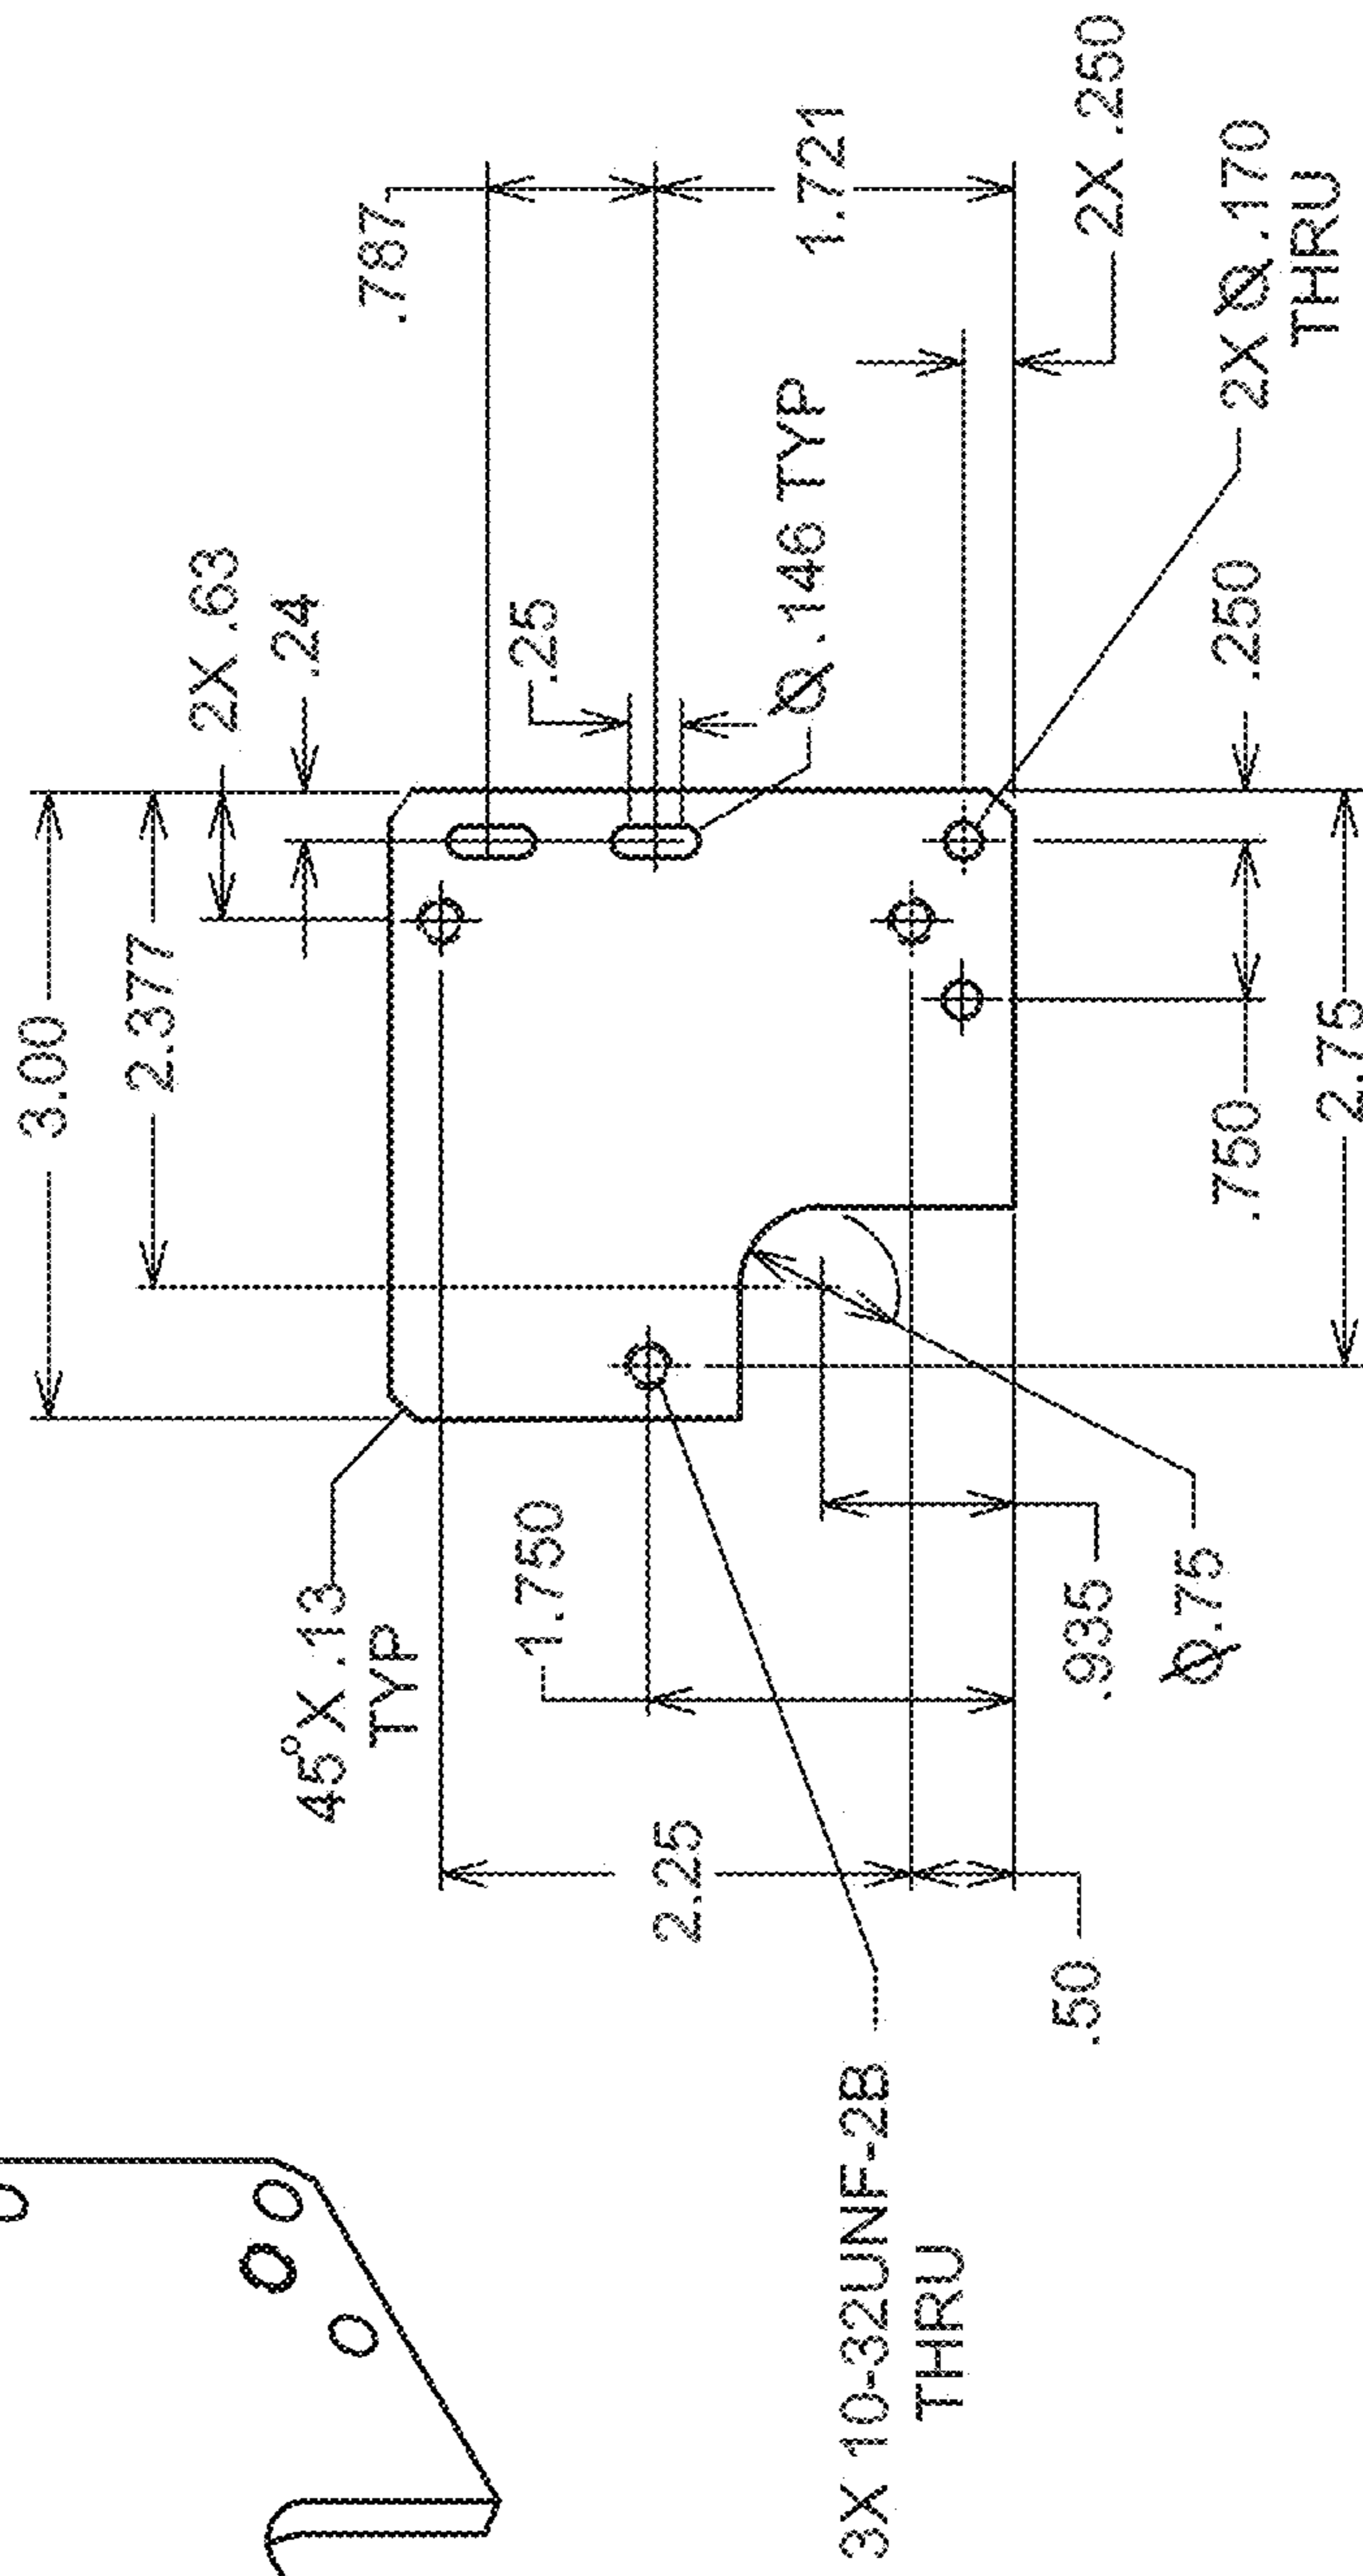 3.00
2.377
2X .63
.24
.787
1.721
2X .250
.25
Ø .146 TYP
2X Ø .170
THRU
.250
.750
2.75
45° X .13
TYP
1.750
.935
Ø.75
2.25
.50
3X 10-32UNF-2B
THRU